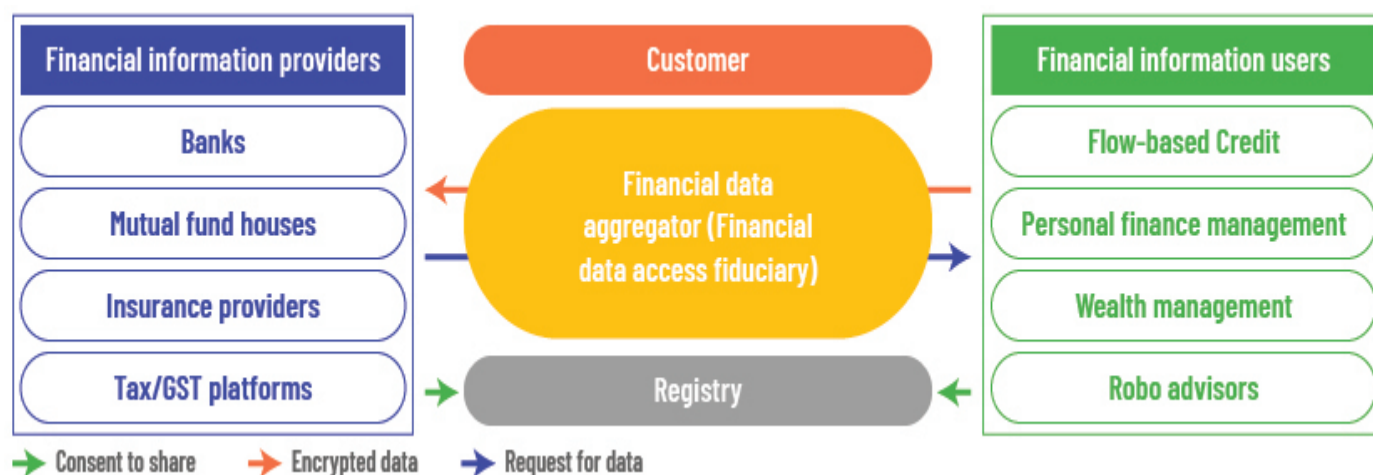 Financial information providers
Banks
Mutual fund houses
Insurance providers
Tax/GST platforms
Customer
Financial data
aggregator (Financial
data access fiduciary)
Registry
Financial information users
Flow-based Credit
Personal finance management
Wealth management
Robo advisors
Consent to share
Encrypted data
Request for data